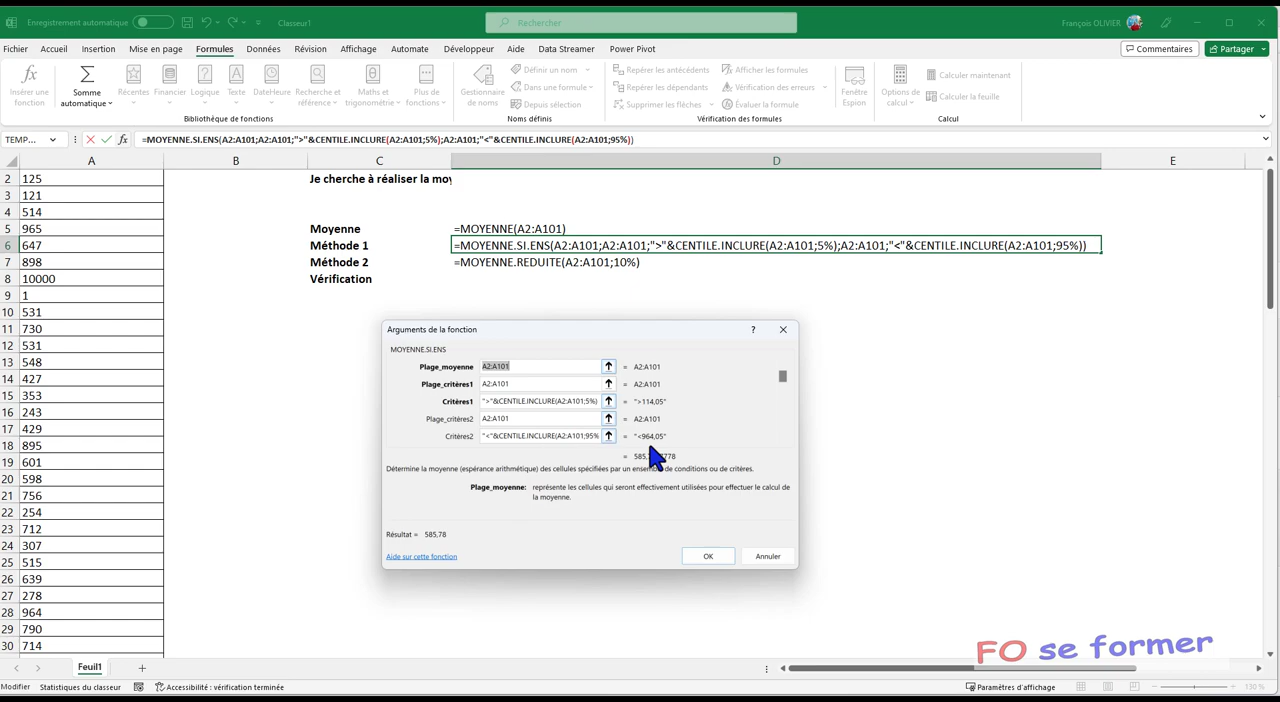 Enregistrement automatique
Classeur1
Rechercher
François OLIVIER
Fichier Accueil Insertion Mise en page Formules Données Révision Affichage Automate Développeur Aide Data Streamer Power Pivot
Commentaires
Partager
Insérer une fonction
Somme automatique
Récentes
Financier
Logique
Texte
DateHeure
Recherche et référence
Maths et trigonométrie
Plus de fonctions
Bibliothèque de fonctions
Gestionnaire de noms
Définir un nom
Dans une formule
Depuis sélection
Noms définis
Repérer les antécédents
Repérer les dépendants
Supprimer les flèches
Afficher les formules
Vérification des erreurs
Évaluer la formule
Vérification des formules
Fenêtre Espion
Options de calcul
Calculer maintenant
Calculer la feuille
Calcul
TEMP...
fx
=MOYENNE.SI.ENS(A2:A101;A2:A101;">"&CENTILE.INCLURE(A2:A101;5%);A2:A101;"<"&CENTILE.INCLURE(A2:A101;95%))
A B C D E
2 125 Je cherche à réaliser la moy
3 121
4 514
5 965 Moyenne =MOYENNE(A2:A101)
6 647 Méthode 1 =MOYENNE.SI.ENS(A2:A101;A2:A101;">"&CENTILE.INCLURE(A2:A101;5%);A2:A101;"<"&CENTILE.INCLURE(A2:A101;95%))
7 898 Méthode 2 =MOYENNE.REDUITE(A2:A101;10%)
8 10000 Vérification
9 1
10 531
11 730
12 531
13 548
14 427
15 353
16 243
17 429
18 895
19 601
20 598
21 756
22 254
23 712
24 307
25 515
26 639
27 278
28 964
29 790
30 714
Arguments de la fonction ?
MOYENNE.SI.ENS
Plage_moyenne A2:A101 = A2:A101
Plage_critères1 A2:A101 = A2:A101
Critères1 ">"&CENTILE.INCLURE(A2:A101;5%) = ">114,05"
Plage_critères2 A2:A101 = A2:A101
Critères2 "<"&CENTILE.INCLURE(A2:A101;95% = "<964,05"
=
Détermine la moyenne (espérance arithmétique) des cellules spécifiées par un ensemble de conditions ou de critères.
Plage_moyenne: représente les cellules qui seront effectivement utilisées pour effectuer le calcul de
la moyenne.
Résultat = 585,78
Aide sur cette fonction
OK
Annuler
FO se former
Feuil1
Modifier Statistiques du classeur Accessibilité : vérification terminée
Paramètres d'affichage
130 %